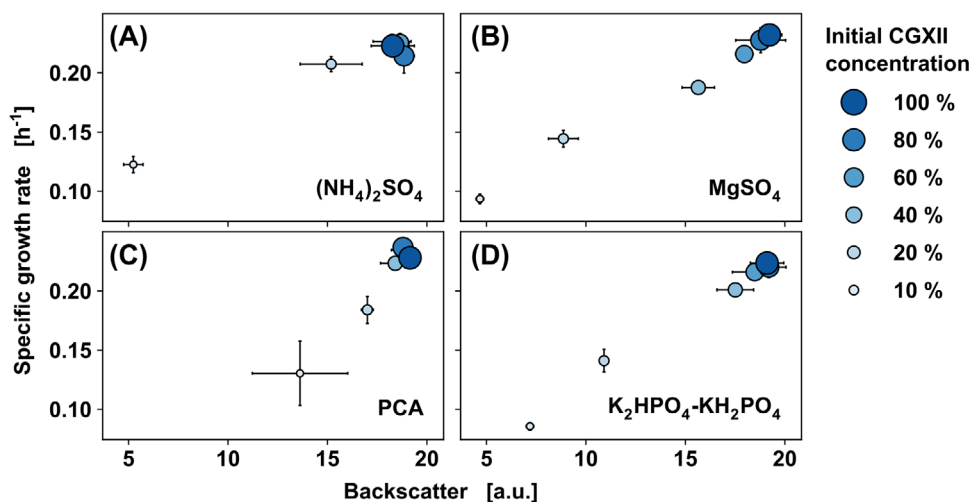 (A)
(B)
Initial CGXII
concentration
100 %
80 %
60 %
40 %
20 %
10 %
0.20
0.15
0.10
(NH4)2SO4
MgSO4
(C)
(D)
0.20
0.15
0.10
PCA
K2HPO4-KH2PO4
Specific growth rate [h-1]
5
15
20
5
10
15
20
Backscatter [a.u.]